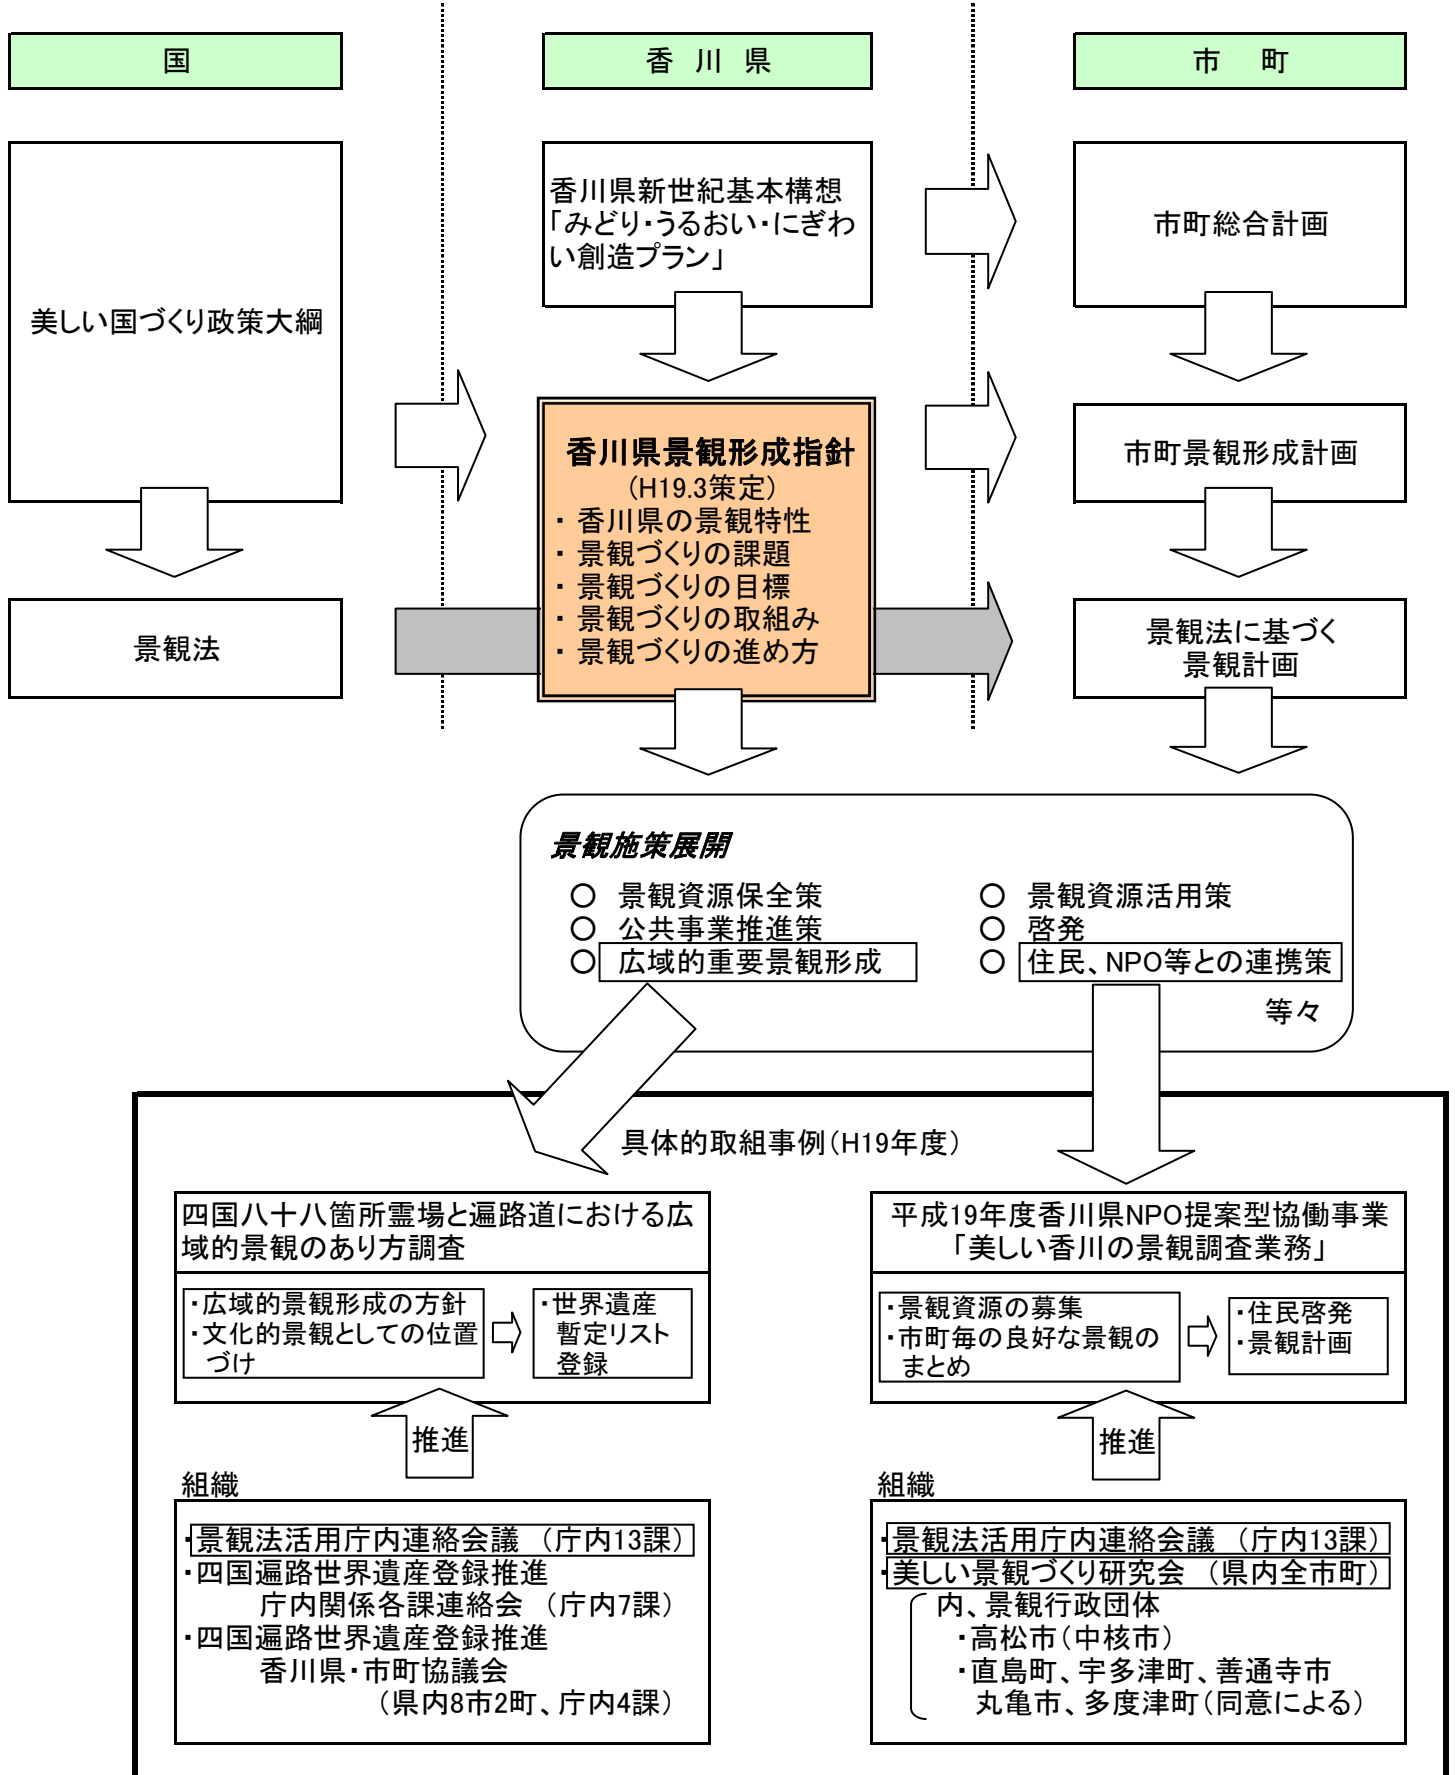 国
香 川 県
市 町
美しい国づくり政策大綱
景観法
香川県新世紀基本構想
「みどり・うるおい・にぎわ
い創造プラン」
香川県景観形成指針
(H19.3策定)
・ 香川県の景観特性
・ 景観づくりの課題
・ 景観づくりの目標
・ 景観づくりの取組み
・ 景観づくりの進め方
市町総合計画
市町景観形成計画
景観法に基づく
景観計画
景観施策展開
○ 景観資源保全策
○ 公共事業推進策
○ 広域的重要景観形成
○ 景観資源活用策
○ 啓発
○ 住民、NPO等との連携策
等々
具体的取組事例(H19年度)
四国八十八箇所霊場と遍路道における広
域的景観のあり方調査
・広域的景観形成の方針
・文化的景観としての位置
づけ
・世界遺産
暫定リスト
登録
推進
組織
・景観法活用庁内連絡会議 (庁内13課)
・四国遍路世界遺産登録推進
庁内関係各課連絡会 (庁内7課)
・四国遍路世界遺産登録推進
香川県・市町協議会
(県内8市2町、庁内4課)
平成19年度香川県NPO提案型協働事業
「美しい香川の景観調査業務」
・景観資源の募集
・市町毎の良好な景観の
まとめ
・住民啓発
・景観計画
推進
組織
・景観法活用庁内連絡会議 (庁内13課)
・美しい景観づくり研究会 (県内全市町)
内、景観行政団体
・高松市(中核市)
・直島町、宇多津町、善通寺市
丸亀市、多度津町(同意による)